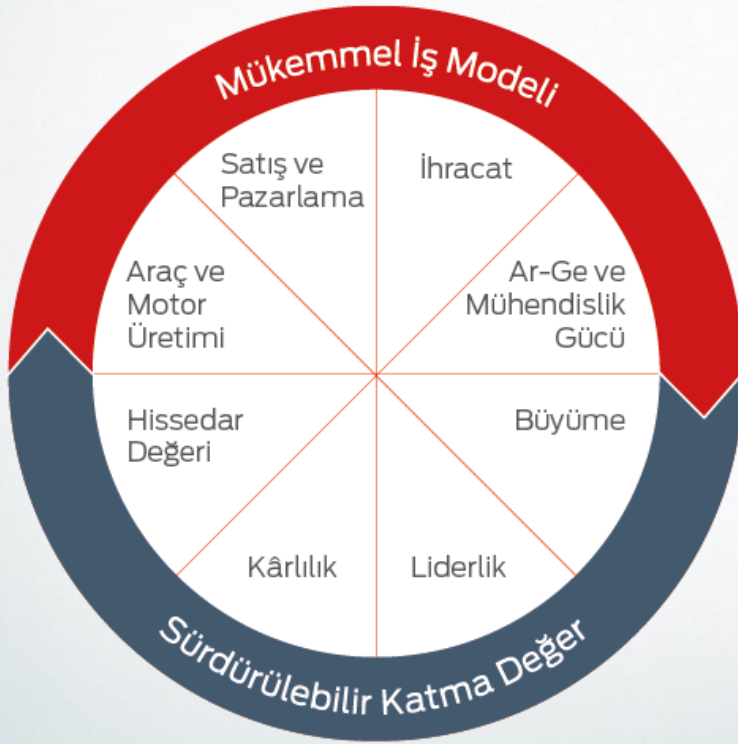 Mükemmel İş Modeli
Satış ve
Pazarlama
İhracat
Araç ve
Motor
Üretimi
Ar-Ge ve
Mühendislik
Gücü
Hissedar
Değeri
Büyüme
Kârlılık
Liderlik
Sürdürülebilir Katma Değer